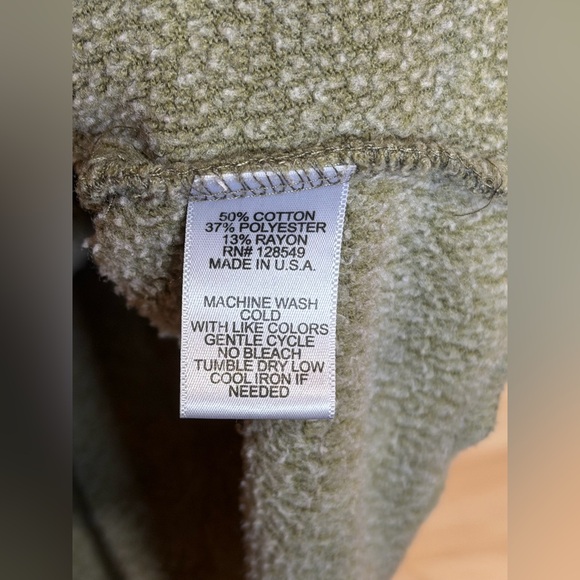 50% COTTON
37% POLYESTER
13% RAYON
RN# 128549
MADE IN U.S.A.
MACHINE WASH
COLD
WITH LIKE COLORS
GENTLE CYCLE
NO BLEACH
TUMBLE DRY LOW
COOL IRON IF
NEEDED